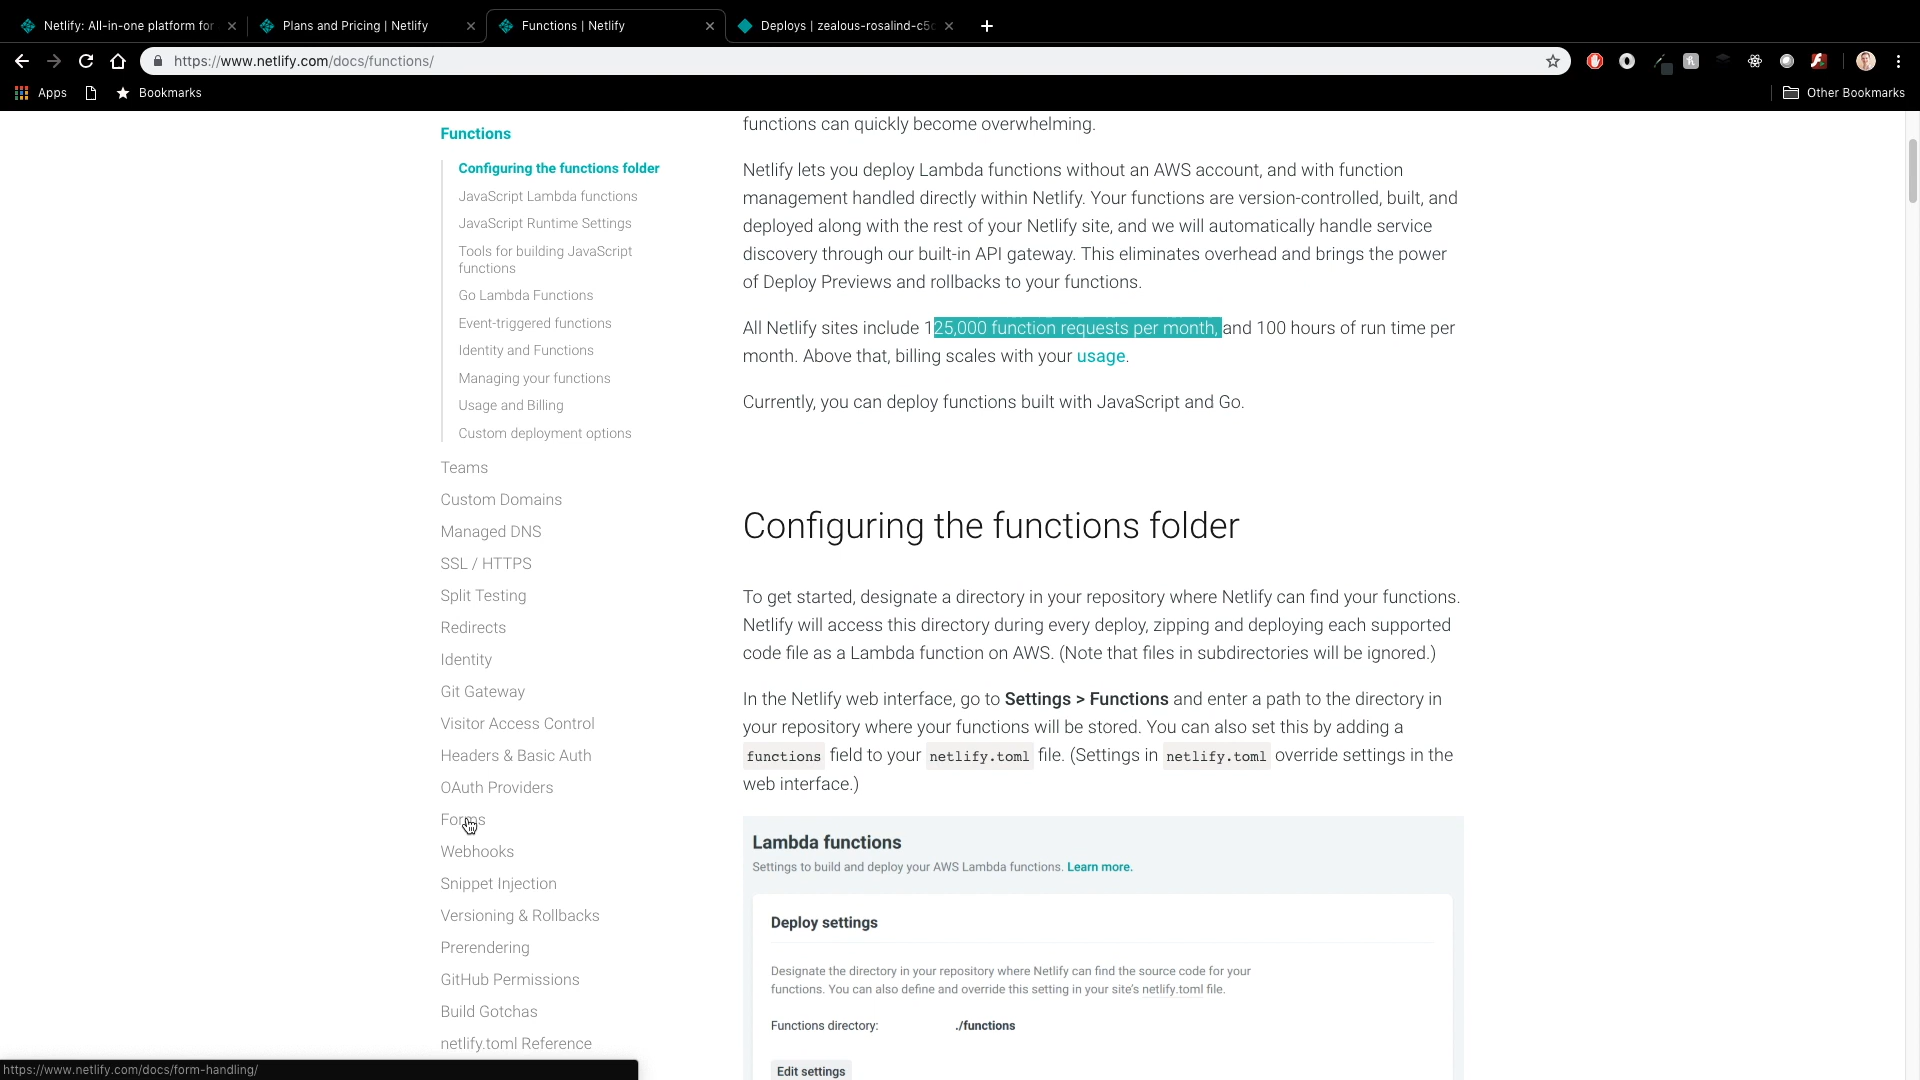 Netlify: All-in-one platform for
Plans and Pricing | Netlify
Functions | Netlify
Deploys | zealous-rosalind-c5
https://www.netlify.com/docs/functions/
Apps
Bookmarks
Other Bookmarks
Functions
Configuring the functions folder
JavaScript Lambda functions
JavaScript Runtime Settings
Tools for building JavaScript
functions
Go Lambda Functions
Event-triggered functions
Identity and Functions
Managing your functions
Usage and Billing
Custom deployment options
Teams
Custom Domains
Managed DNS
SSL / HTTPS
Split Testing
Redirects
Identity
Git Gateway
Visitor Access Control
Headers & Basic Auth
OAuth Providers
Forms
Webhooks
Snippet Injection
Versioning & Rollbacks
Prerendering
GitHub Permissions
Build Gotchas
netlify.toml Reference
functions can quickly become overwhelming.
Netlify lets you deploy Lambda functions without an AWS account, and with function
management handled directly within Netlify. Your functions are version-controlled, built, and
deployed along with the rest of your Netlify site, and we will automatically handle service
discovery through our built-in API gateway. This eliminates overhead and brings the power
of Deploy Previews and rollbacks to your functions.
All Netlify sites include 125,000 function requests per month, and 100 hours of run time per
month. Above that, billing scales with your usage.
Currently, you can deploy functions built with JavaScript and Go.
Configuring the functions folder
To get started, designate a directory in your repository where Netlify can find your functions.
Netlify will access this directory during every deploy, zipping and deploying each supported
code file as a Lambda function on AWS. (Note that files in subdirectories will be ignored.)
In the Netlify web interface, go to Settings > Functions and enter a path to the directory in
your repository where your functions will be stored. You can also set this by adding a
functions field to your netlify.toml file. (Settings in netlify.toml override settings in the
web interface.)
Lambda functions
Settings to build and deploy your AWS Lambda functions. Learn more.
Deploy settings
Designate the directory in your repository where Netlify can find the source code for your
functions. You can also define and override this setting in your site's netlify.toml file.
Functions directory: ./functions
Edit settings
https://www.netlify.com/docs/form-handling/